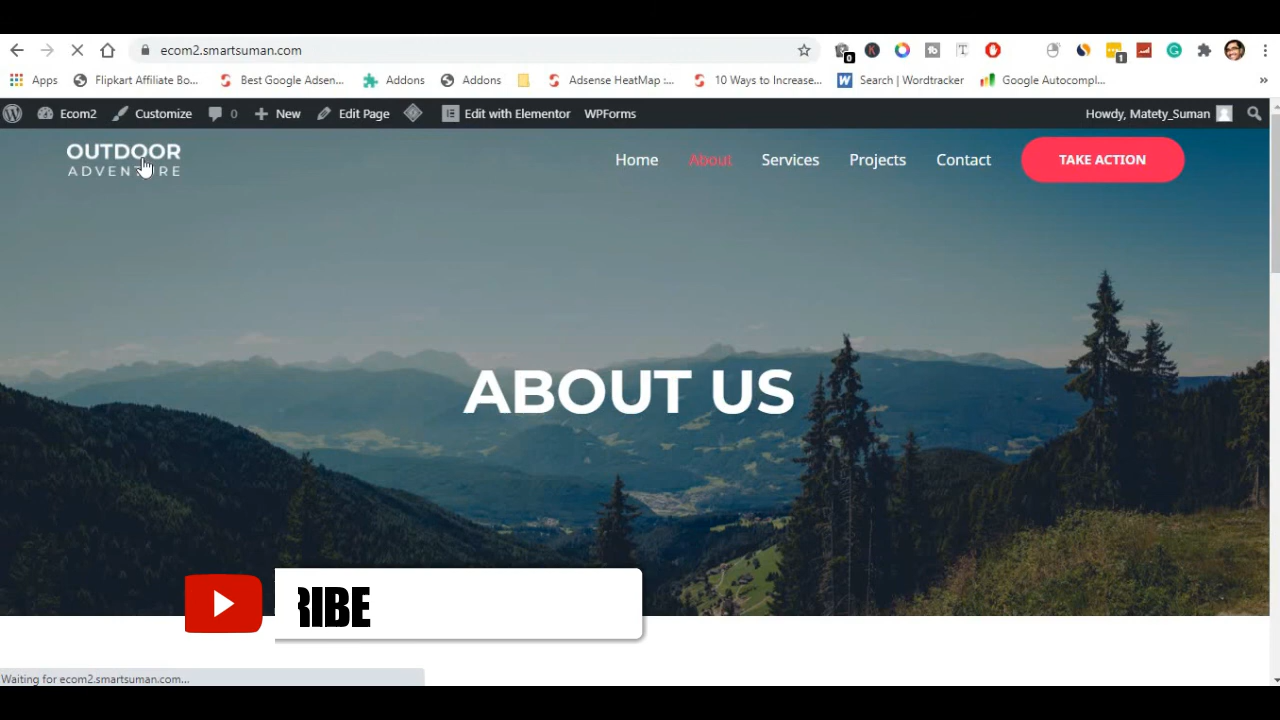 ecom2.smartsuman.com
Apps Flipkart Affiliate Bo... Best Google Adsen... Addons Addons Adsense HeatMap :... 10 Ways to Increase... W Search | Wordtracker Google Autocompl... »
Ecom2 Customize 0 + New Edit Page Edit with Elementor WPForms Howdy, Matety_Suman
OUTDOOR
ADVENTURE
Home About Services Projects Contact TAKE ACTION
ABOUT US
RIBE
Waiting for ecom2.smartsuman.com...